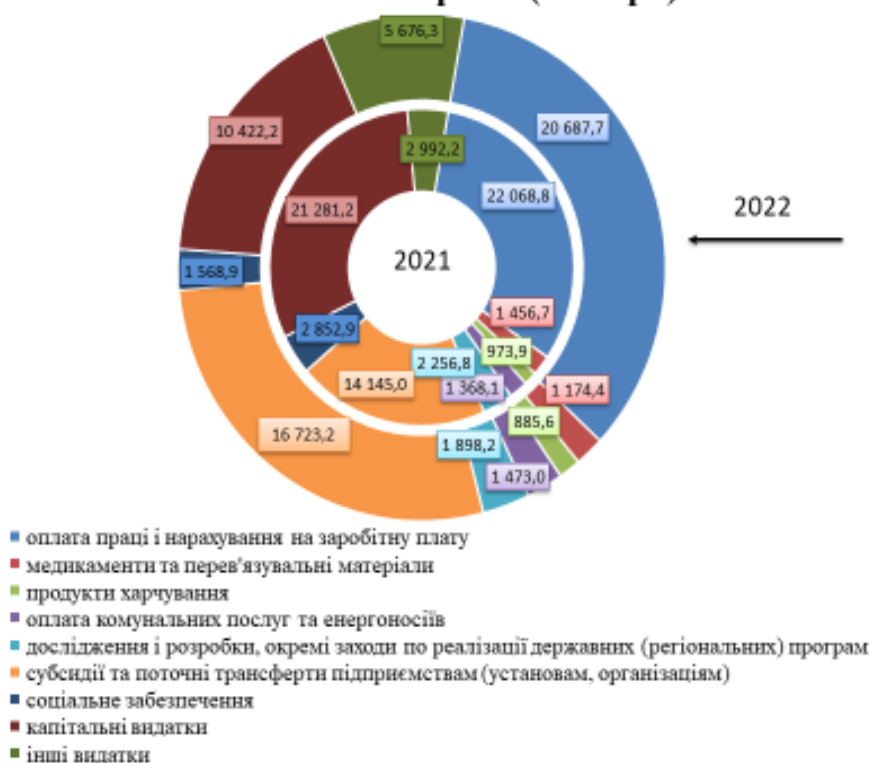 5 676,3
20 687,7
10 422,2
2 992,2
22 068,8
21 281,2
2022
2021
1 568,9
1 456,7
2 852,9
973,9
2 256,8
14 145,0
1 368,1
1 174,4
885,6
16 723,2
1 898,2
1 473,0
оплата праці і нарахування на заробітну плату
медикаменти та перев'язувальні матеріали
продукти харчування
оплата комунальних послуг та енергоносіїв
дослідження і розробки, окремі заходи по реалізації державних (регіональних) програм
субсидії та поточні трансферти підприємствам (установам, організаціям)
соціальне забезпечення
капітальні видатки
інші видатки